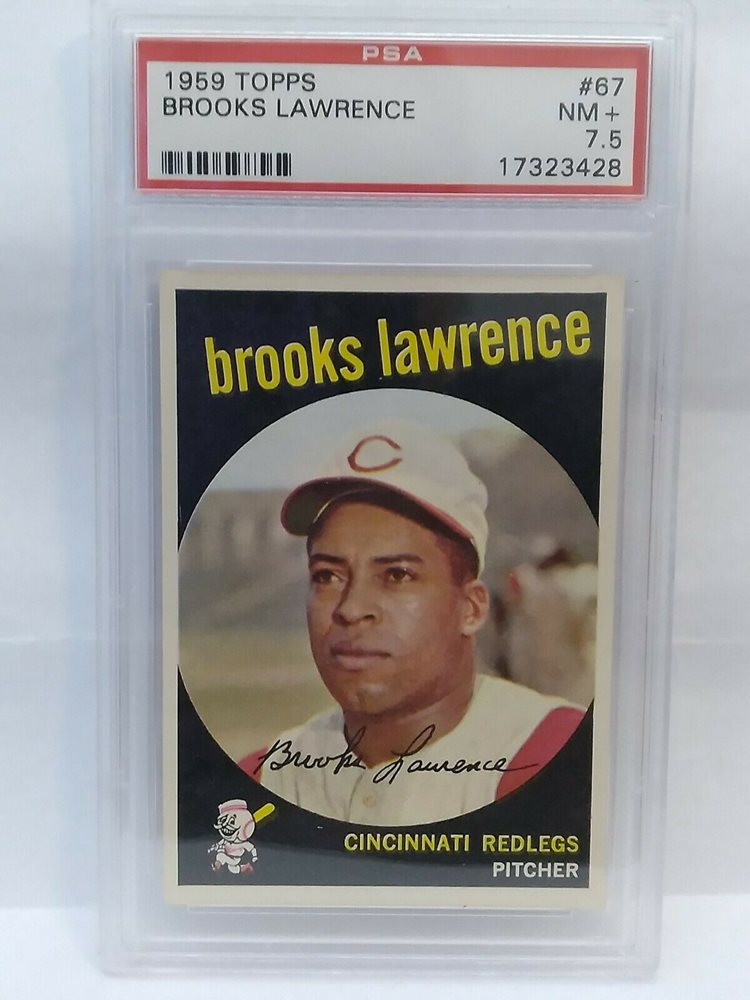 PSA
1959 TOPPS #67
BROOKS LAWRENCE NM+
7.5
17323428
brooks lawrence
C
Brooks Lawrence
CINCINNATI REDLEGS
PITCHER